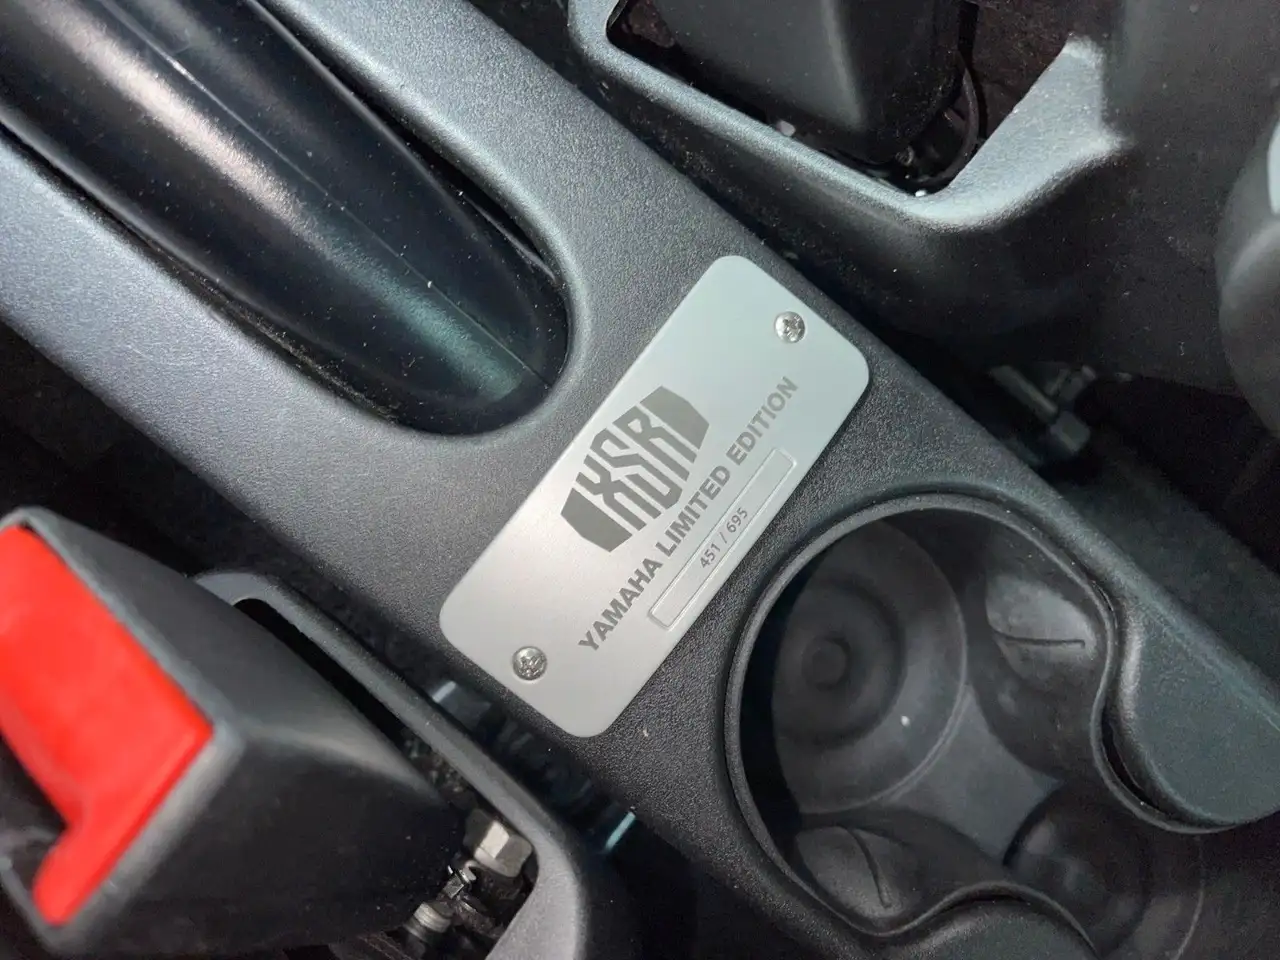 XSR
YAMAHA LIMITED EDITION
451 / 695